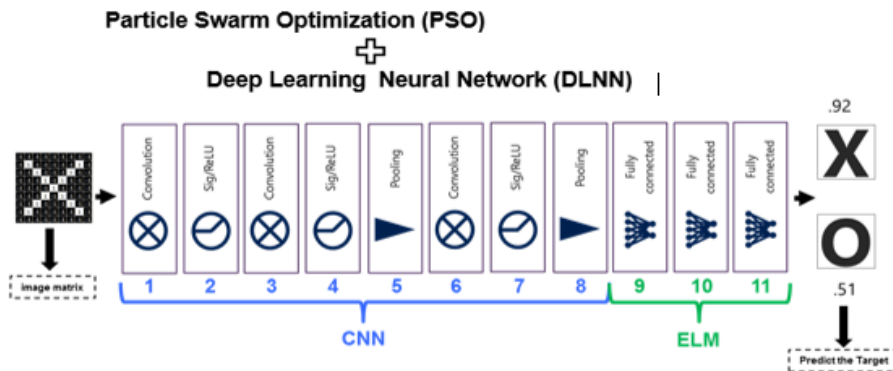 Particle Swarm Optimization (PSO)
Deep Learning Neural Network (DLNN)
.92
Convolution
Sig/ReLU
Convolution
Sig/ReLU
Pooling
Convolution
Sig/ReLU
Pooling
Fully connected
Fully connected
Fully connected
X
O
image matrix
1 2 3 4 5 6 7 8 9 10 11
.51
CNN
ELM
Predict the Target